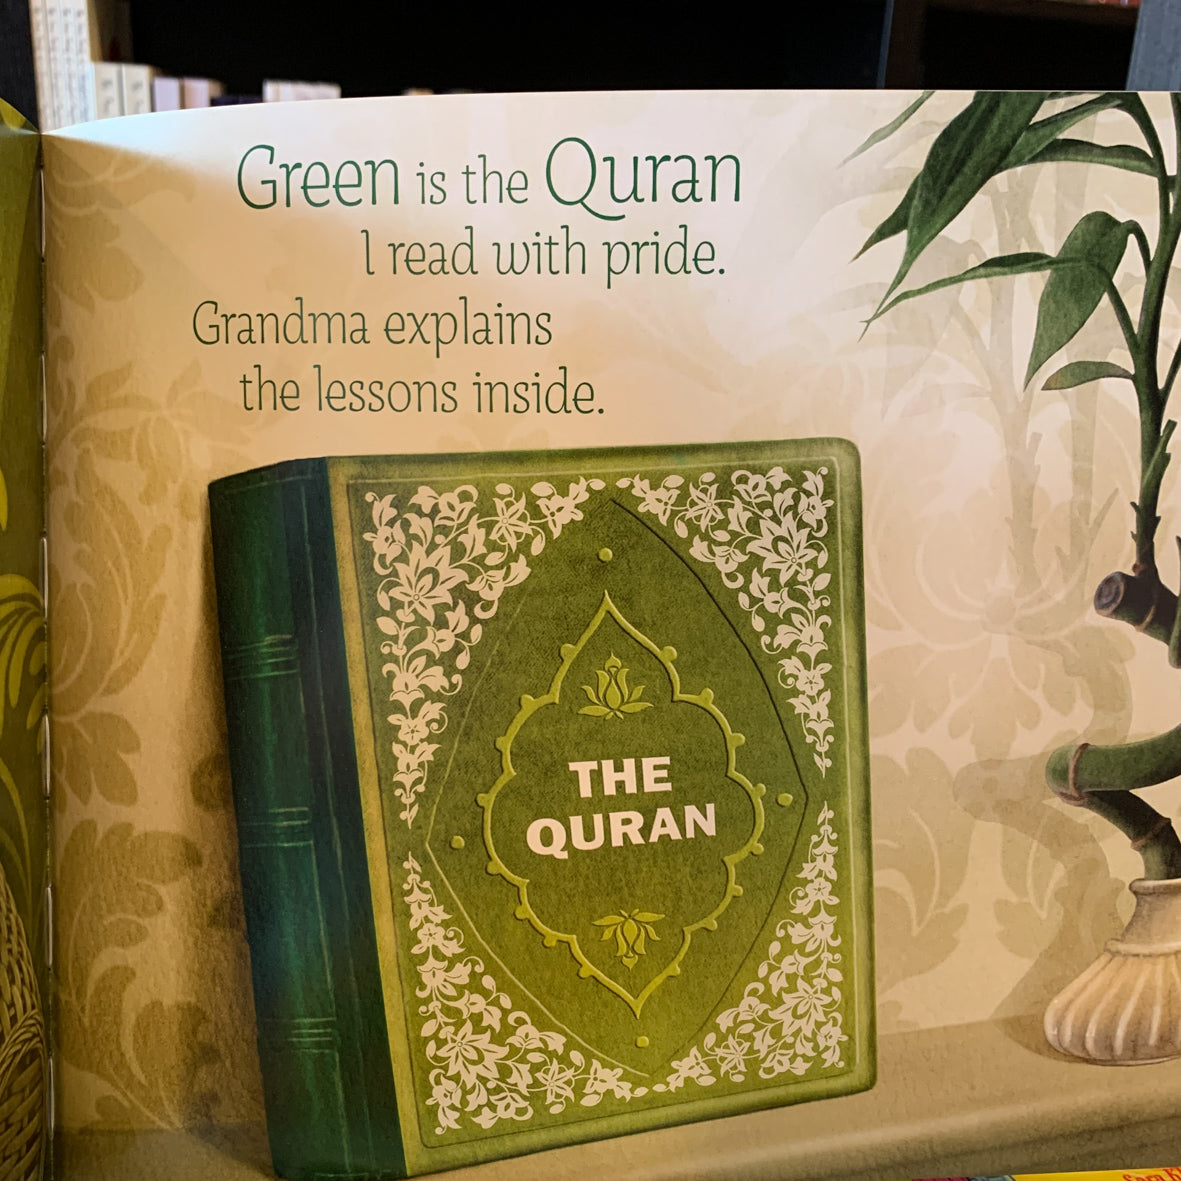 Green is the Quran
I read with pride.
Grandma explains
the lessons inside.
THE
QURAN